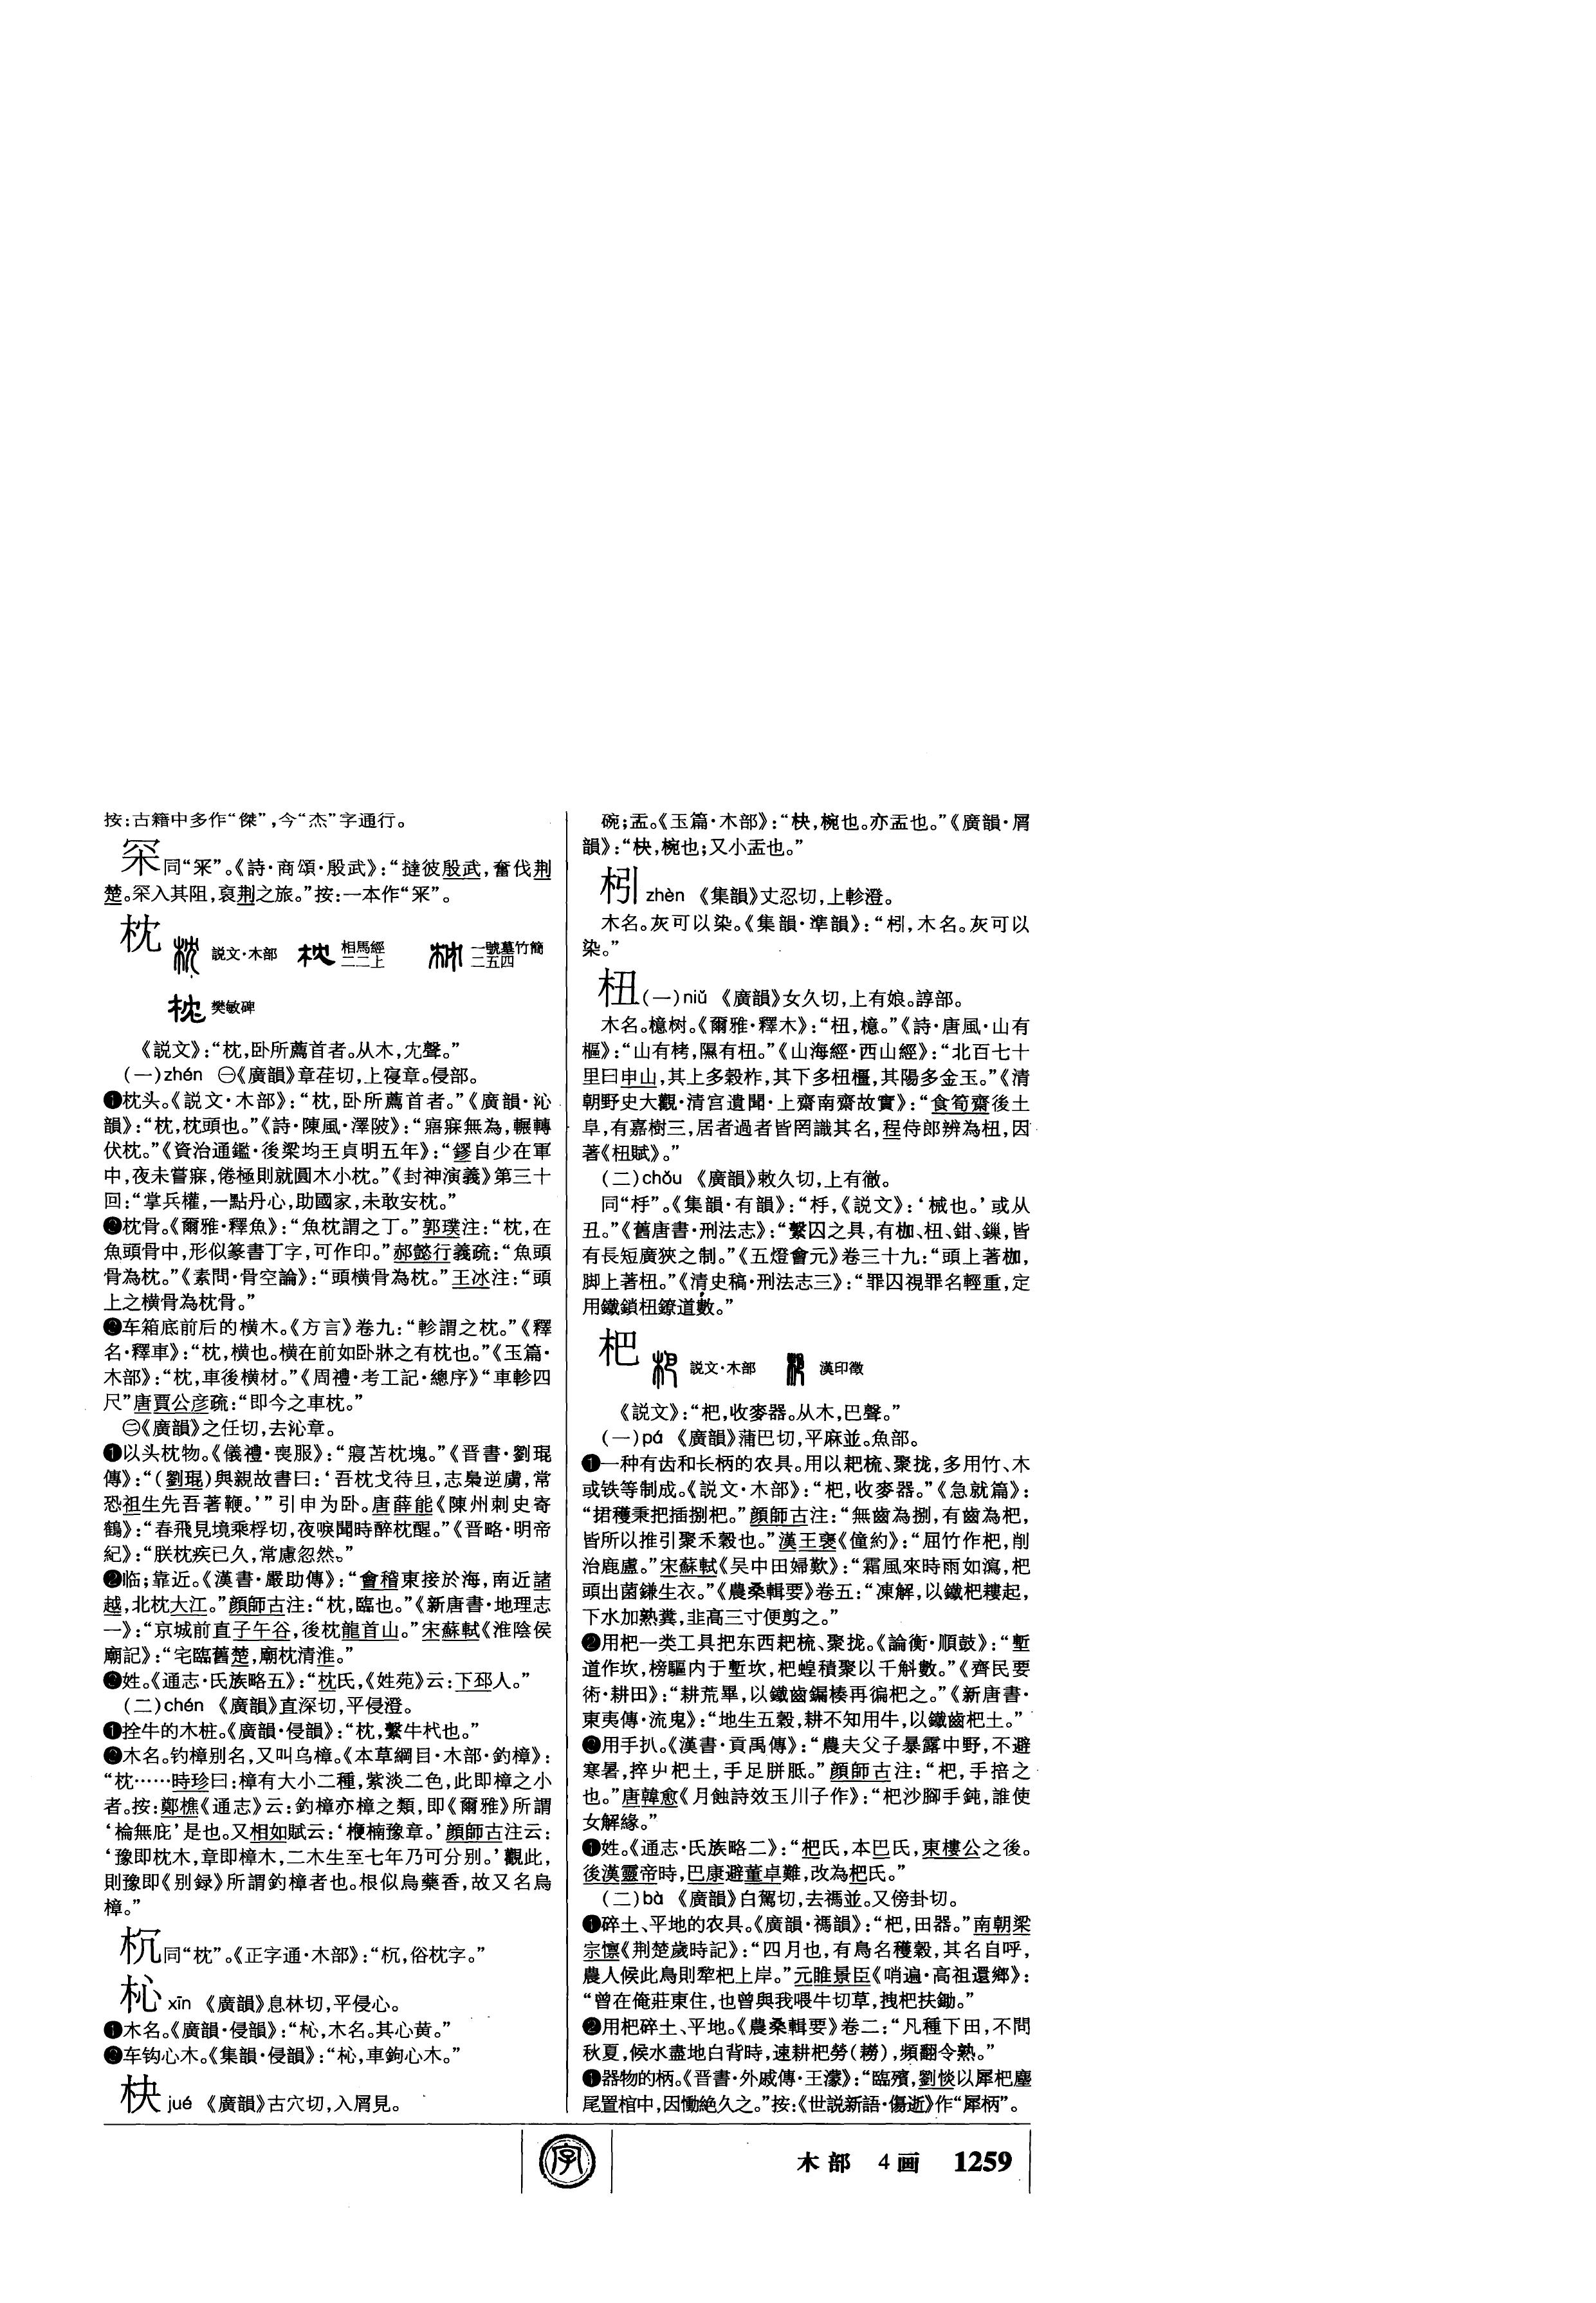 按：古籍中多作“傑”，今“杰”字通行。
冞同“罙”。《詩·商頌·殷武》：“撻彼殷武，奮伐荆
楚。冞入其阻，裒荆之旅。”按：一本作“罙”。
枕 説文·木部 相馬經二二上 一號墓竹簡二五四
樊敏碑
《説文》：“枕，卧所薦首者。从木，冘聲。”
（一）zhěn ㊀《廣韻》章荏切，上寑章。侵部。
❶枕头。《説文·木部》：“枕，卧所薦首者。”《廣韻·沁
韻》：“枕，枕頭也。”《詩·陳風·澤陂》：“寤寐無為，輾轉
伏枕。”《資治通鑑·後梁均王貞明五年》：“鏐自少在軍
中，夜未嘗寐，倦極則就圓木小枕。”《封神演義》第三十
回：“掌兵權，一點丹心，助國家，未敢安枕。”
❷枕骨。《爾雅·釋魚》：“魚枕謂之丁。”郭璞注：“枕，在
魚頭骨中，形似篆書丁字，可作印。”郝懿行義疏：“魚頭
骨為枕。”《素問·骨空論》：“頭横骨為枕。”王冰注：“頭
上之横骨為枕骨。”
❸车箱底前后的横木。《方言》卷九：“軫謂之枕。”《釋
名·釋車》：“枕，横也。横在前如卧牀之有枕也。”《玉篇·
木部》：“枕，車後横材。”《周禮·考工記·總序》“車軫四
尺”唐賈公彦疏：“即今之車枕。”
㊁《廣韻》之任切，去沁章。
❶以头枕物。《儀禮·喪服》：“寢苫枕塊。”《晋書·劉琨
傳》：“（劉琨）與親故書曰：‘吾枕戈待旦，志梟逆虜，常
恐祖生先吾著鞭。’”引申为卧。唐薛能《陳州刺史寄
鶴》：“春飛見境乘桴切，夜唳聞時醉枕醒。”《晋略·明帝
紀》：“朕枕疾已久，常慮忽然。”
❷临；靠近。《漢書·嚴助傳》：“會稽東接於海，南近諸
越，北枕大江。”顔師古注：“枕，臨也。”《新唐書·地理志
一》：“京城前直子午谷，後枕龍首山。”宋蘇軾《淮陰侯
廟記》：“宅臨舊楚，廟枕清淮。”
❸姓。《通志·氏族略五》：“枕氏，《姓苑》云：下邳人。”
（二）chén 《廣韻》直深切，平侵澄。
❶拴牛的木桩。《廣韻·侵韻》：“枕，繫牛杙也。”
❷木名。钓樟别名，又叫乌樟。《本草綱目·木部·釣樟》：
“枕……時珍曰：樟有大小二種，紫淡二色，此即樟之小
者。按：鄭樵《通志》云：釣樟亦樟之類，即《爾雅》所謂
‘棆無庇’是也。又相如賦云：‘楩楠豫章。’顔師古注云：
‘豫即枕木，章即樟木，二木生至七年乃可分别。’觀此，
則豫即《别録》所謂釣樟者也。根似烏藥香，故又名烏
樟。”
㭇同“枕”。《正字通·木部》：“㭇，俗枕字。”
杺 xīn 《廣韻》息林切，平侵心。
❶木名。《廣韻·侵韻》：“杺，木名。其心黄。”
❷车钩心木。《集韻·侵韻》：“杺，車鉤心木。”
柍 jué 《廣韻》古穴切，入屑見。
碗；盂。《玉篇·木部》：“𣏵，椀也。亦盂也。”《廣韻·屑
韻》：“𣏵，椀也；又小盂也。”
㭈 zhèn 《集韻》丈忍切，上軫澄。
木名。灰可以染。《集韻·準韻》：“㭈，木名。灰可以
染。”
杻（一）niǔ 《廣韻》女久切，上有娘。諄部。
木名。檍树。《爾雅·釋木》：“杻，檍。”《詩·唐風·山有
樞》：“山有栲，隰有杻。”《山海經·西山經》：“北百七十
里曰申山，其上多榖柞，其下多杻橿，其陽多金玉。”《清
朝野史大觀·清宫遺聞·上齋南齋故實》：“食筍齋後土
阜，有嘉樹三，居者過者皆罔識其名，程侍郎辨為杻，因
著《杻賦》。”
（二）chǒu 《廣韻》敕久切，上有徹。
同“杽”。《集韻·有韻》：“杽，《説文》：‘械也。’或从
丑。”《舊唐書·刑法志》：“繫囚之具，有枷、杻、鉗、鏁，皆
有長短廣狹之制。”《五燈會元》卷三十九：“頭上著枷，
脚上著杻。”《清史稿·刑法志三》：“罪囚視罪名輕重，定
用鐵鎖杻鐐道數。”
杷 説文·木部 漢印徵
《説文》：“杷，收麥器。从木，巴聲。”
（一）pá 《廣韻》蒲巴切，平麻並。魚部。
❶一种有齿和长柄的农具。用以耙梳、聚拢，多用竹、木
或铁等制成。《説文·木部》：“杷，收麥器。”《急就篇》：
“捃穫秉把插捌杷。”顔師古注：“無齒為捌，有齒為杷，
皆所以推引聚禾穀也。”漢王褒《僮約》：“屈竹作杷，削
治鹿盧。”宋蘇軾《吴中田婦歎》：“霜風來時雨如瀉，杷
頭出菌鎌生衣。”《農桑輯要》卷五：“凍解，以鐵杷耬起，
下水加熟糞，韭高三寸便剪之。”
❷用杷一类工具把东西耙梳、聚拢。《論衡·順鼓》：“塹
道作坎，榜驅内于塹坎，杷蝗積聚以千斛數。”《齊民要
術·耕田》：“耕荒畢，以鐵齒𨫒楱再徧杷之。”《新唐書·
東夷傳·流鬼》：“地生五穀，耕不知用牛，以鐵齒杷土。”
❸用手扒。《漢書·貢禹傳》：“農夫父子暴露中野，不避
寒暑，捽屮杷土，手足胼胝。”顔師古注：“杷，手掊之
也。”唐韓愈《月蝕詩效玉川子作》：“杷沙腳手鈍，誰使
女解緣。”
❹姓。《通志·氏族略二》：“杷氏，本巴氏，東樓公之後。
後漢靈帝時，巴康避董卓難，改為杷氏。”
（二）bà 《廣韻》白駕切，去禡並。又傍卦切。
❶碎土、平地的农具。《廣韻·禡韻》：“杷，田器。”南朝梁
宗懔《荆楚歲時記》：“四月也，有鳥名穫穀，其名自呼，
農人候此鳥則犂杷上岸。”元睢景臣《哨遍·高祖還鄉》：
“曾在俺莊東住，也曾與我喂牛切草，拽杷扶鋤。”
❷用杷碎土、平地。《農桑輯要》卷二：“凡種下田，不問
秋夏，候水盡地白背時，速耕杷勞（耮），頻翻令熟。”
❸器物的柄。《晋書·外戚傳·王濛》：“臨殯，劉惔以犀杷麈
尾置棺中，因慟絶久之。”按：《世説新語·傷逝》作“犀柄”。
木部 4画 1259